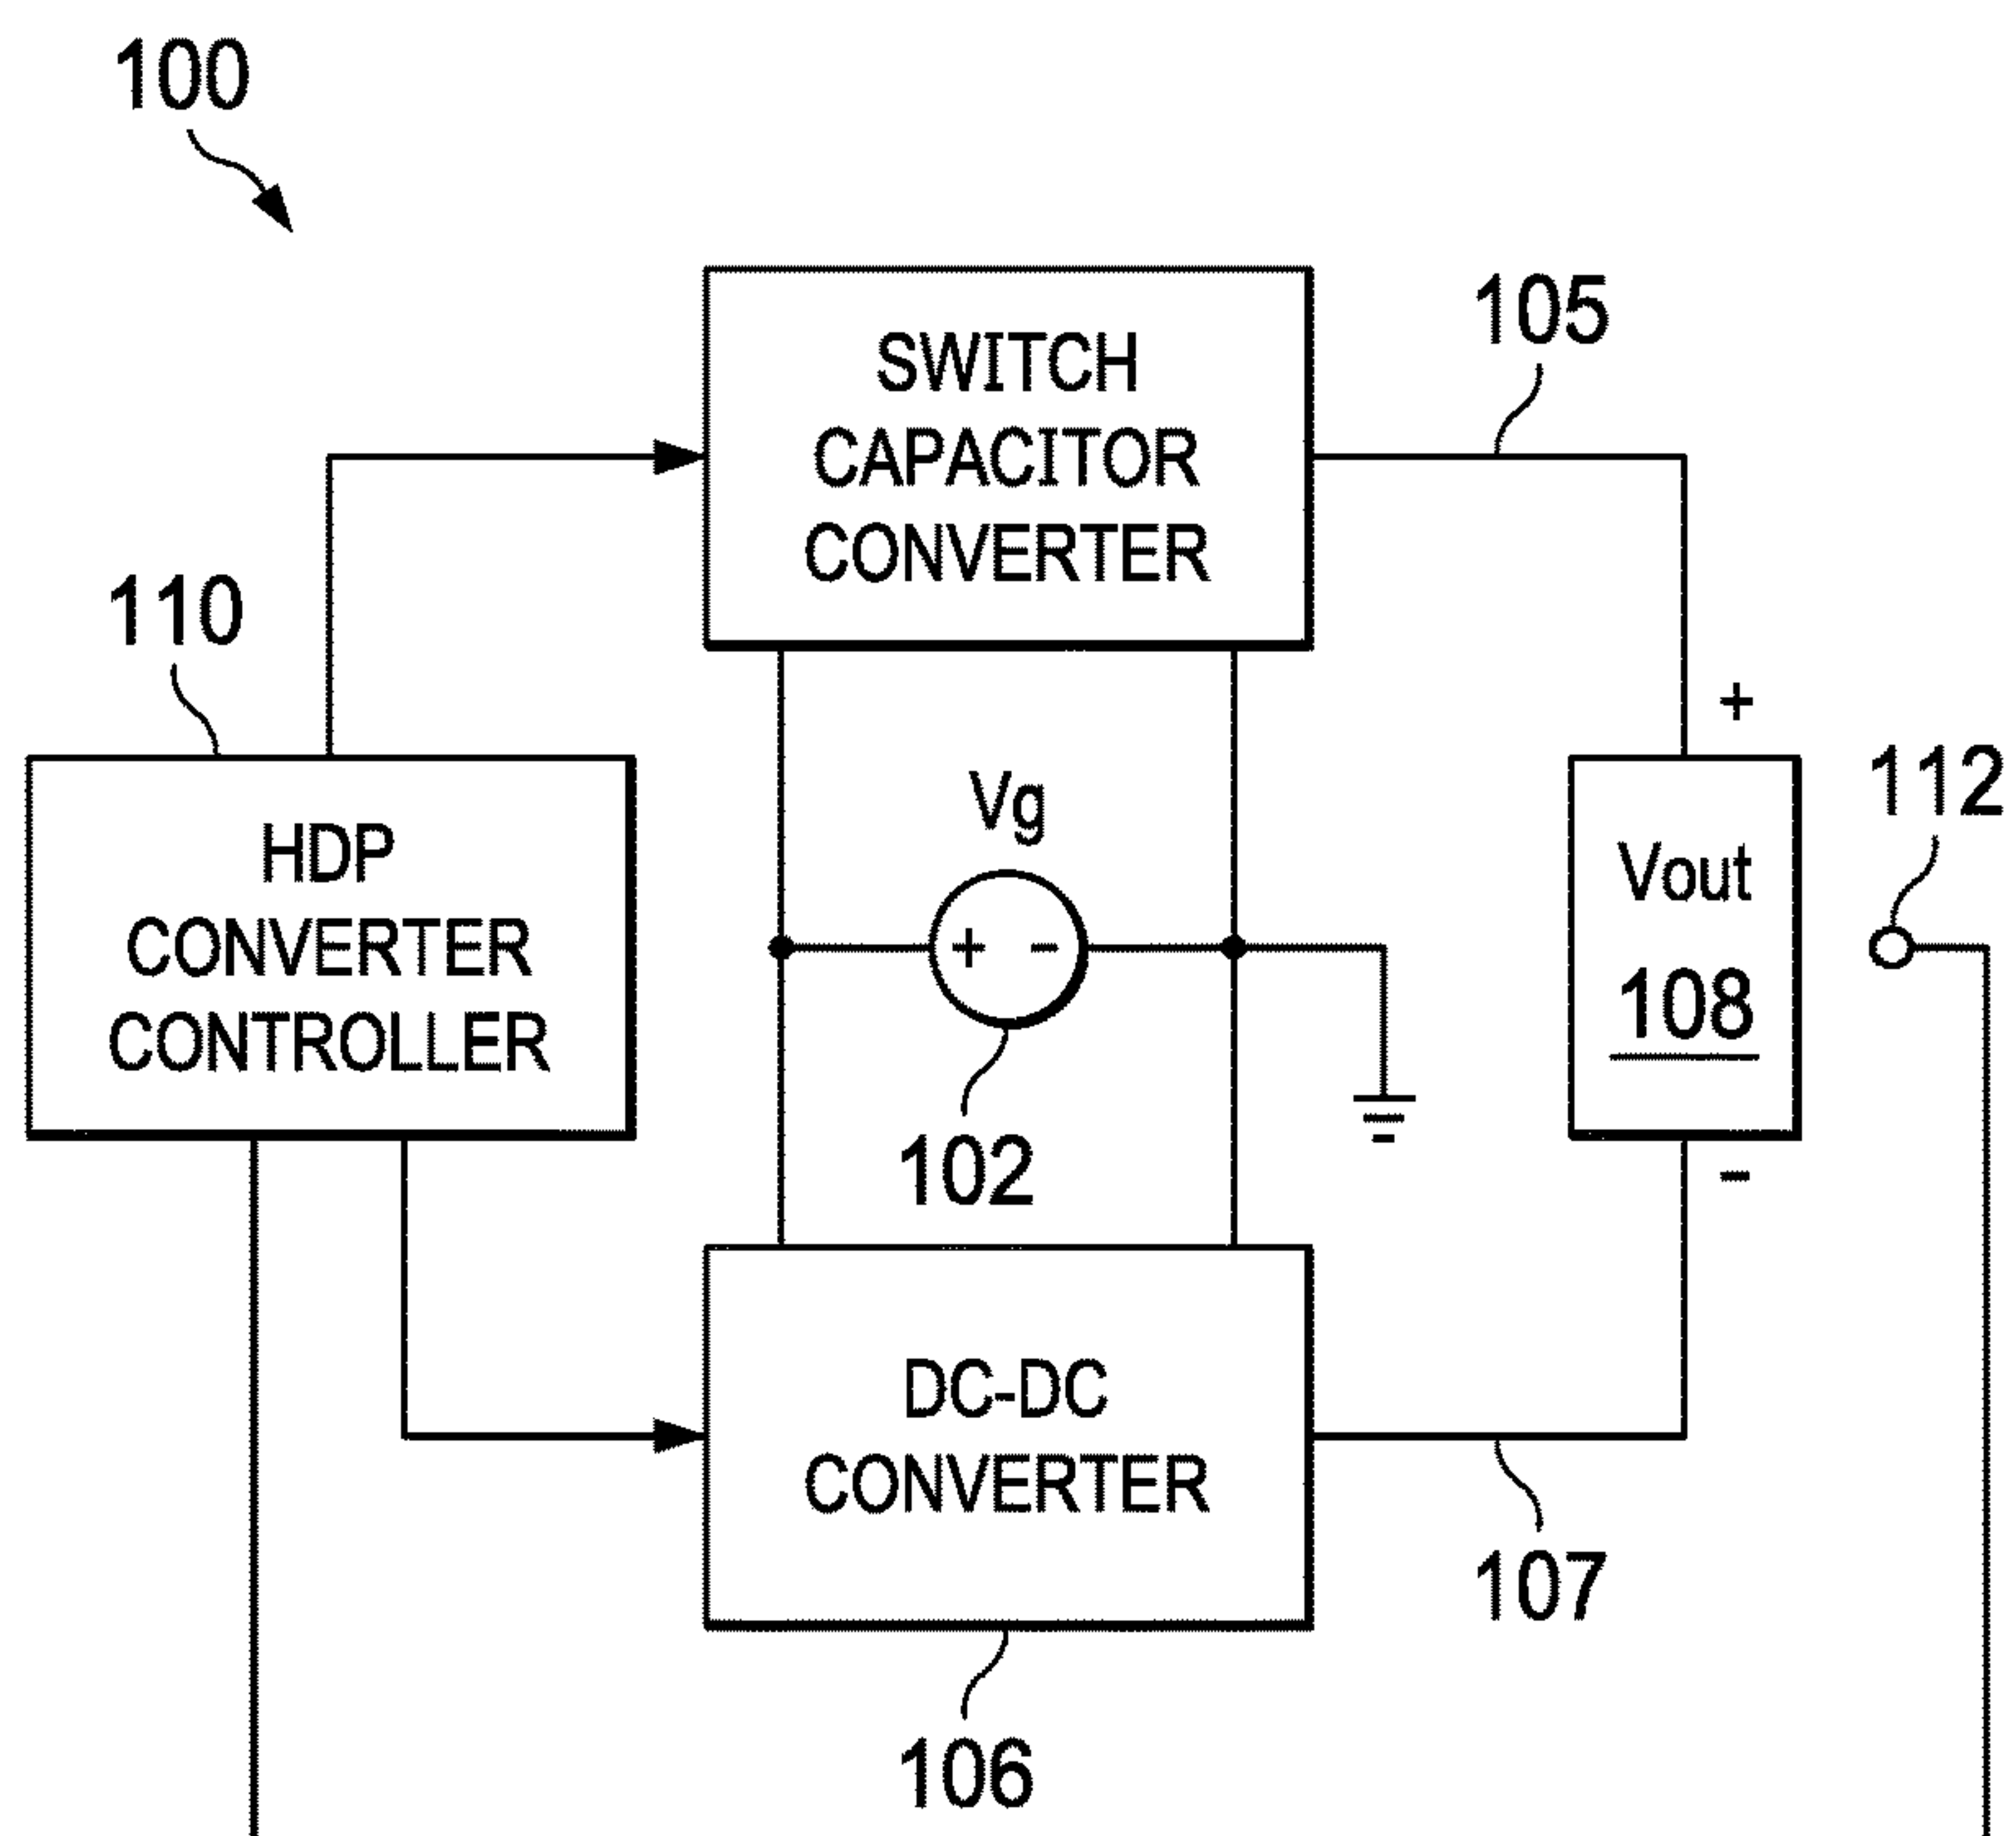 100
SWITCH
CAPACITOR
CONVERTER
105
110
HDP
CONVERTER
CONTROLLER
Vg
+ -
102
+
Vout
108
-
112
DC-DC
CONVERTER
107
106